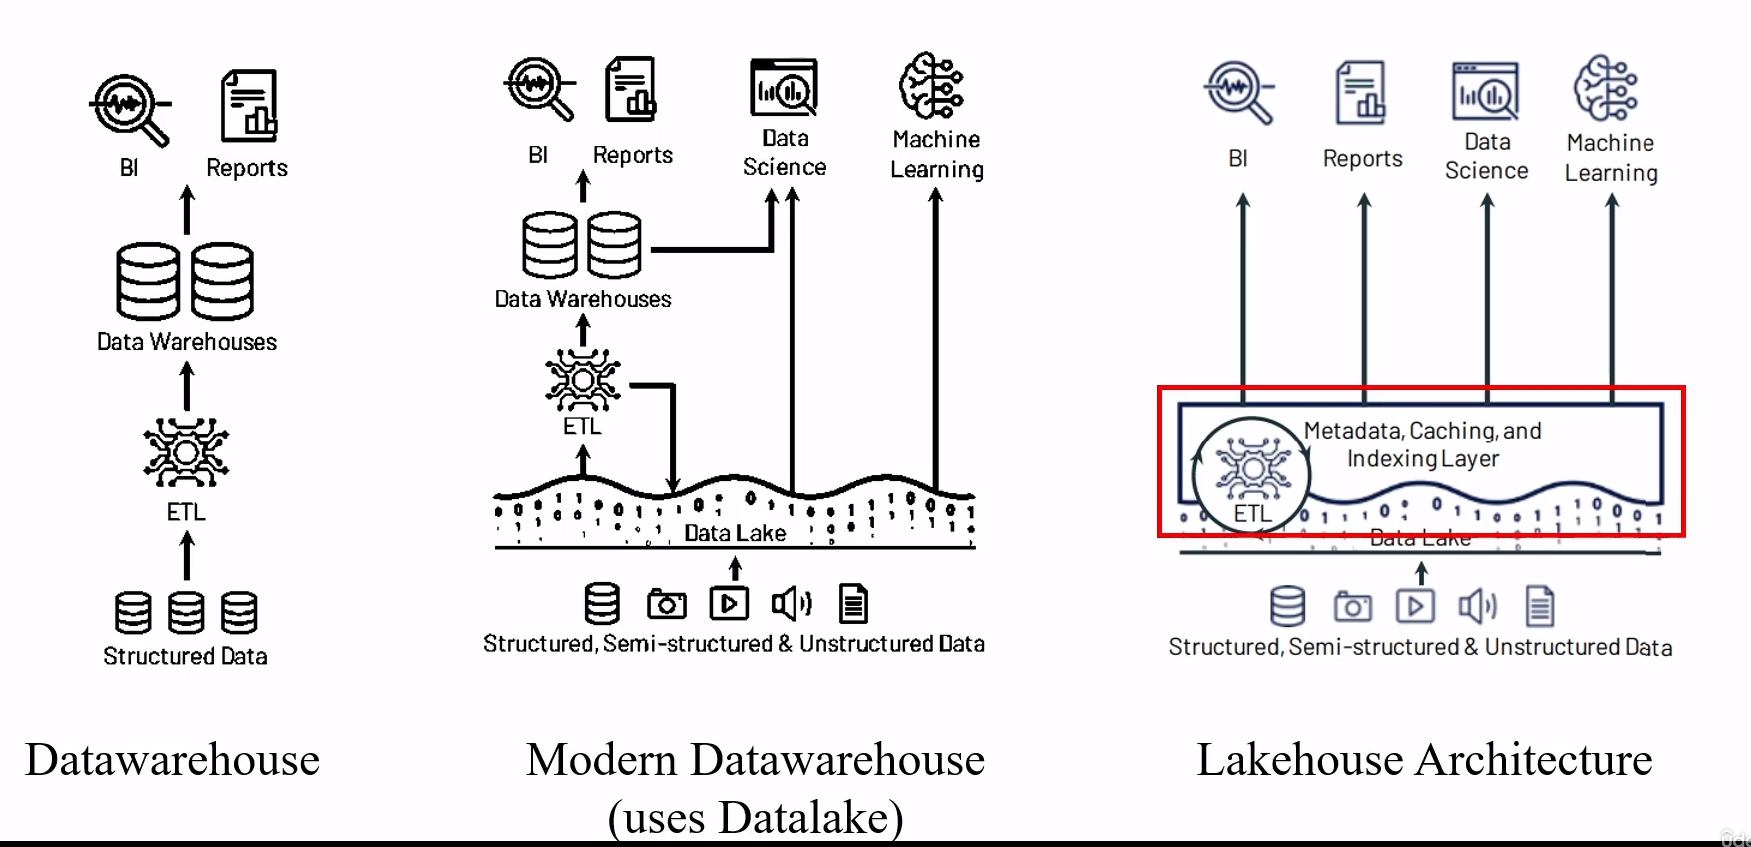 BI
Reports
Data Warehouses
ETL
Structured Data
Datawarehouse
BI
Reports
Data
Science
Machine
Learning
Data Warehouses
ETL
Data Lake
Structured, Semi-structured & Unstructured Data
Modern Datawarehouse
(uses Datalake)
BI
Reports
Data
Science
Machine
Learning
Metadata, Caching, and
Indexing Layer
ETL
Data Lake
Structured, Semi-structured & Unstructured Data
Lakehouse Architecture